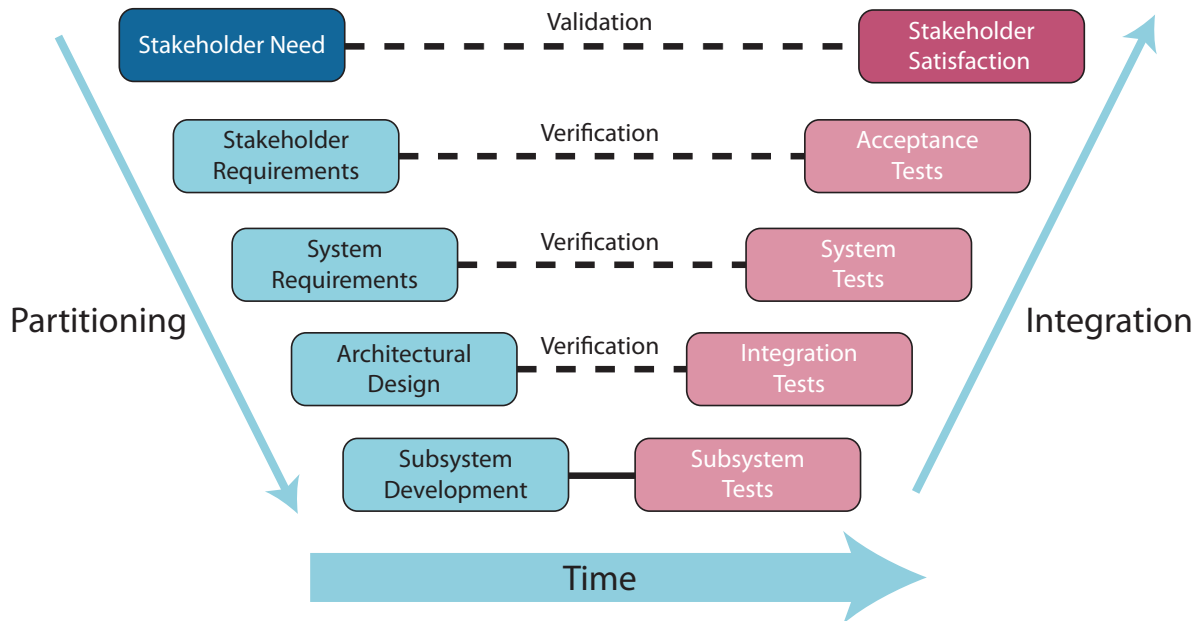 Stakeholder Need
Validation
Stakeholder
Satisfaction
Stakeholder
Requirements
Verification
Acceptance
Tests
System
Requirements
Verification
System
Tests
Partitioning
Integration
Architectural
Design
Verification
Integration
Tests
Subsystem
Development
Subsystem
Tests
Time